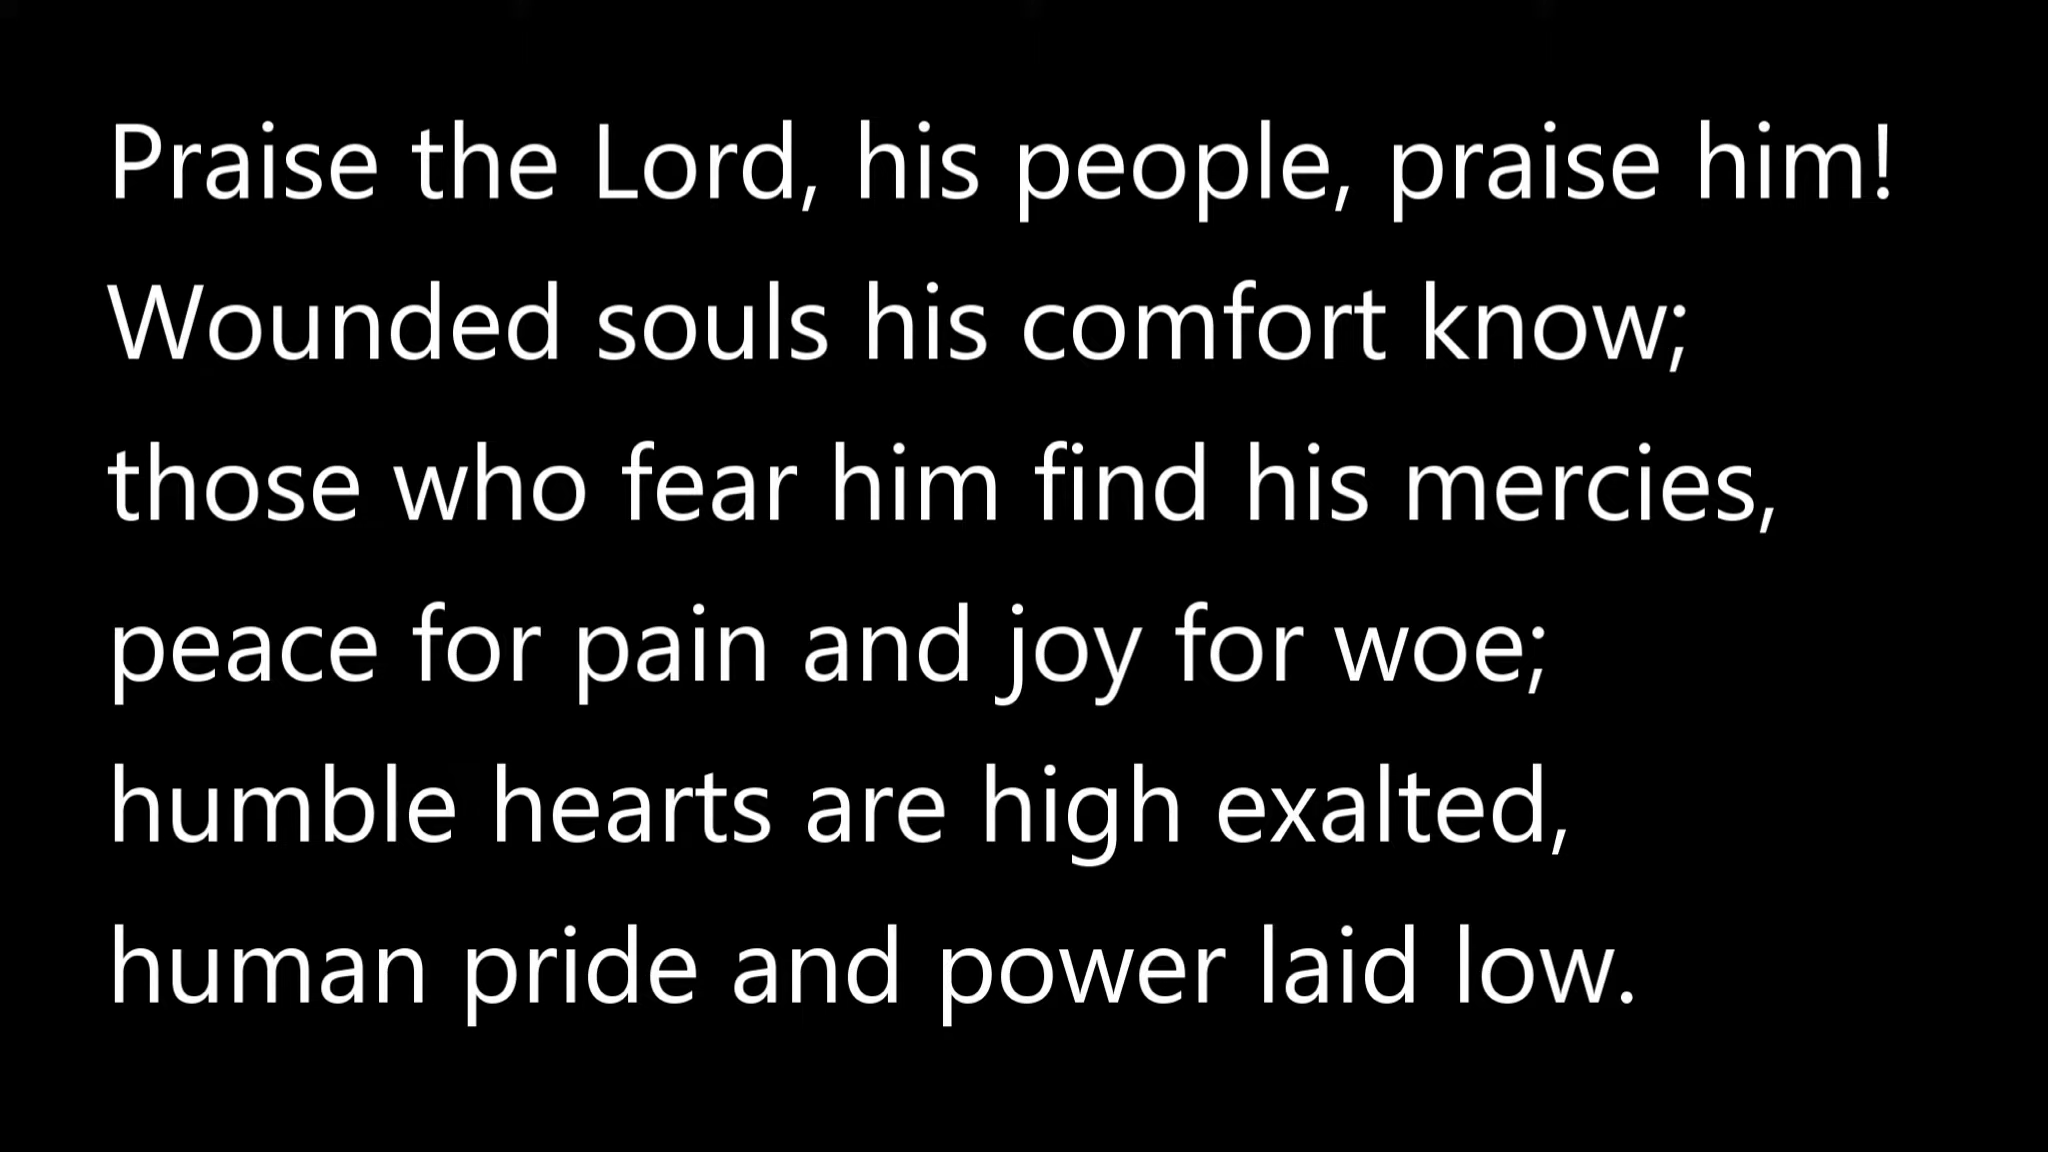 Praise the Lord, his people, praise him!
Wounded souls his comfort know;
those who fear him find his mercies,
peace for pain and joy for woe;
humble hearts are high exalted,
human pride and power laid low.